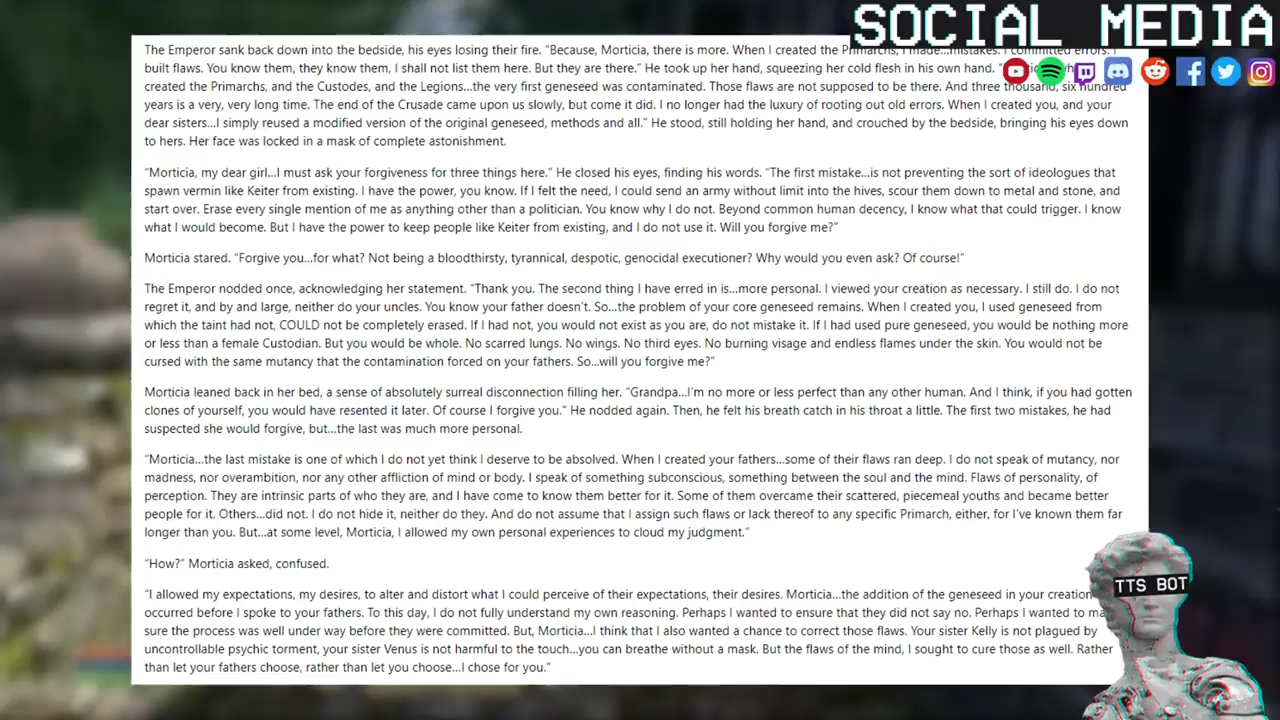 SOCIAL MEDIA
The Emperor sank back down into the bedside, his eyes losing their fire. “Because, Morticia, there is more. When I created the Primarchs, I made...mistakes. I committed errors. I
built flaws. You know them, they know them, I shall not list them here. But they are there.” He took up her hand, squeezing her cold flesh in his own hand.
created the Primarchs, and the Custodes, and the Legions...the very first geneseed was contaminated. Those flaws are not supposed to be there. And three thousand, six hundred
years is a very, very long time. The end of the Crusade came upon us slowly, but come it did. I no longer had the luxury of rooting out old errors. When I created you, and your
dear sisters...I simply reused a modified version of the original geneseed, methods and all.” He stood, still holding her hand, and crouched by the bedside, bringing his eyes down
to hers. Her face was locked in a mask of complete astonishment.
“Morticia, my dear girl...I must ask your forgiveness for three things here.” He closed his eyes, finding his words. “The first mistake...is not preventing the sort of ideologues that
spawn vermin like Keiter from existing. I have the power, you know. If I felt the need, I could send an army without limit into the hives, scour them down to metal and stone, and
start over. Erase every single mention of me as anything other than a politician. You know why I do not. Beyond common human decency, I know what that could trigger. I know
what I would become. But I have the power to keep people like Keiter from existing, and I do not use it. Will you forgive me?”
Morticia stared. “Forgive you...for what? Not being a bloodthirsty, tyrannical, despotic, genocidal executioner? Why would you even ask? Of course!”
The Emperor nodded once, acknowledging her statement. “Thank you. The second thing I have erred in is...more personal. I viewed your creation as necessary. I still do. I do not
regret it, and by and large, neither do your uncles. You know your father doesn’t. So...the problem of your core geneseed remains. When I created you, I used geneseed from
which the taint had not, COULD not be completely erased. If I had not, you would not exist as you are, do not mistake it. If I had used pure geneseed, you would be nothing more
or less than a female Custodian. But you would be whole. No scarred lungs. No wings. No third eyes. No burning visage and endless flames under the skin. You would not be
cursed with the same mutancy that the contamination forced on your fathers. So...will you forgive me?”
Morticia leaned back in her bed, a sense of absolutely surreal disconnection filling her. “Grandpa...I’m no more or less perfect than any other human. And I think, if you had gotten
clones of yourself, you would have resented it later. Of course I forgive you.” He nodded again. Then, he felt his breath catch in his throat a little. The first two mistakes, he had
suspected she would forgive, but...the last was much more personal.
“Morticia...the last mistake is one of which I do not yet think I deserve to be absolved. When I created your fathers...some of their flaws ran deep. I do not speak of mutancy, nor
madness, nor overambition, nor any other affliction of mind or body. I speak of something subconscious, something between the soul and the mind. Flaws of personality, of
perception. They are intrinsic parts of who they are, and I have come to know them better for it. Some of them overcame their scattered, piecemeal youths and became better
people for it. Others...did not. I do not hide it, neither do they. And do not assume that I assign such flaws or lack thereof to any specific Primarch, either, for I’ve known them far
longer than you. But...at some level, Morticia, I allowed my own personal experiences to cloud my judgment.”
“How?” Morticia asked, confused.
“I allowed my expectations, my desires, to alter and distort what I could perceive of their expectations, their desires. Morticia...the addition of the geneseed in your creation
occurred before I spoke to your fathers. To this day, I do not fully understand my own reasoning. Perhaps I wanted to ensure that they did not say no. Perhaps I wanted to
sure the process was well under way before they were committed. But, Morticia...I think that I also wanted a chance to correct those flaws. Your sister Kelly is not plagued by
uncontrollable psychic torment, your sister Venus is not harmful to the touch...you can breathe without a mask. But the flaws of the mind, I sought to cure those as well. Rather
than let your fathers choose, rather than let you choose...I chose for you.”
TTS BOT